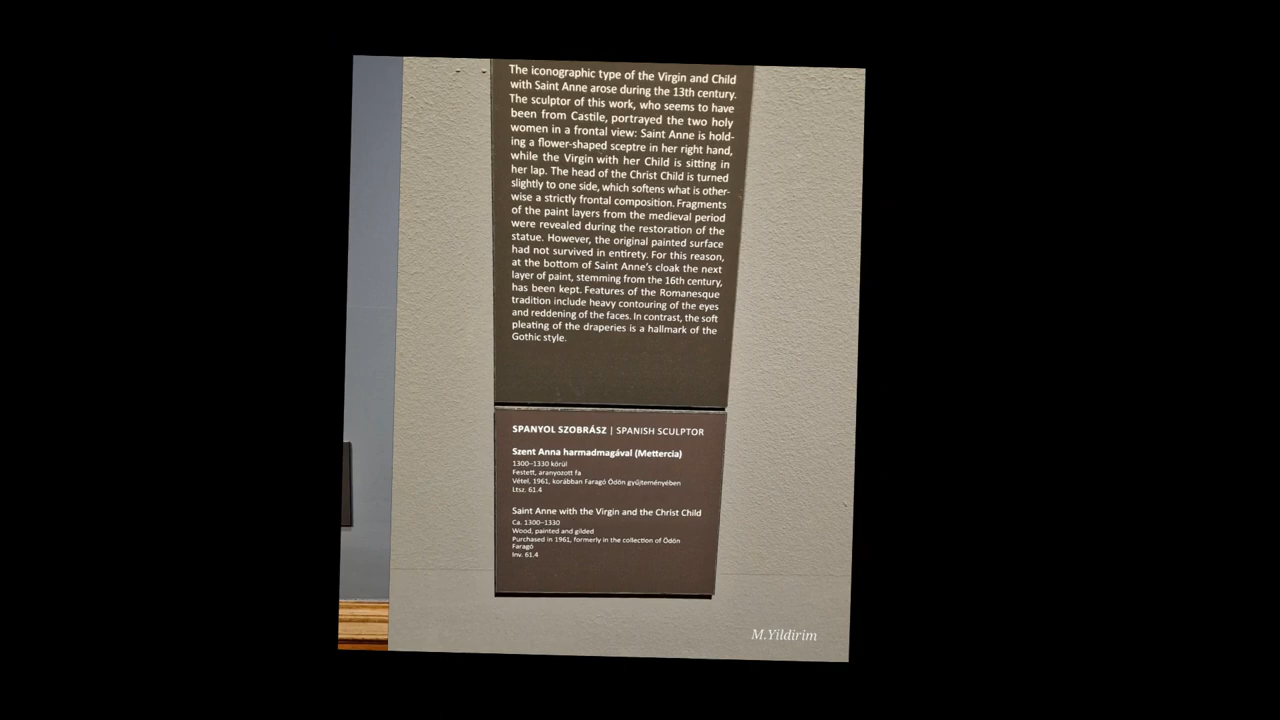 The iconographic type of the Virgin and Child
with Saint Anne arose during the 13th century.
The sculptor of this work, who seems to have
been from Castile, portrayed the two holy
women in a frontal view: Saint Anne is hold-
ing a flower-shaped sceptre in her right hand,
while the Virgin with her Child is sitting in
her lap. The head of the Christ Child is turned
slightly to one side, which softens what is other-
wise a strictly frontal composition. Fragments
of the paint layers from the medieval period
were revealed during the restoration of the
statue. However, the original painted surface
had not survived in entirety. For this reason,
at the bottom of Saint Anne's cloak the next
layer of paint, stemming from the 16th century,
has been kept. Features of the Romanesque
tradition include heavy contouring of the eyes
and reddening of the faces. In contrast, the soft
pleating of the draperies is a hallmark of the
Gothic style.
SPANYOL SZOBRÁSZ | SPANISH SCULPTOR
Szent Anna harmadmagával (Mettercia)
1300–1330 körül
Festett, aranyozott fa
Vétel, 1961, korábban Faragó Ödön gyűjteményében
Ltsz. 61.4
Saint Anne with the Virgin and the Christ Child
Ca. 1300–1330
Wood, painted and gilded
Purchased in 1961, formerly in the collection of Ödön
Faragó
Inv. 61.4
M.Yildirim